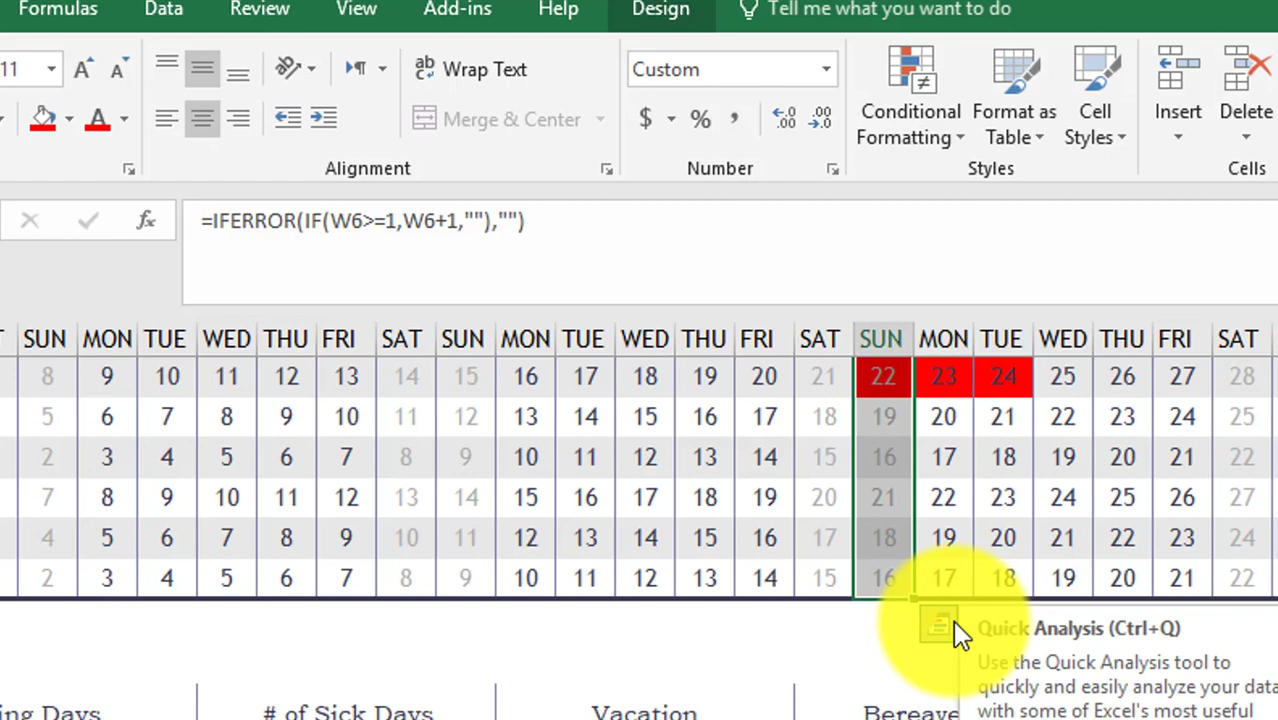 Formulas Data Review View Add-ins Help Design Tell me what you want to do
11 A A ab Wrap Text Custom
Conditional Formatting Format as Table Cell Styles Insert Delete
A Merge & Center $ % , .00 .00
Alignment Number Styles Cells
fx =IFERROR(IF(W6>=1,W6+1,""),"")
SUN MON TUE WED THU FRI SAT SUN MON TUE WED THU FRI SAT SUN MON TUE WED THU FRI SAT
8 9 10 11 12 13 14 15 16 17 18 19 20 21 22 23 24 25 26 27 28
5 6 7 8 9 10 11 12 13 14 15 16 17 18 19 20 21 22 23 24 25
2 3 4 5 6 7 8 9 10 11 12 13 14 15 16 17 18 19 20 21 22
7 8 9 10 11 12 13 14 15 16 17 18 19 20 21 22 23 24 25 26 27
4 5 6 7 8 9 10 11 12 13 14 15 16 17 18 19 20 21 22 23 24
2 3 4 5 6 7 8 9 10 11 12 13 14 15 16 17 18 19 20 21 22
Quick Analysis (Ctrl+Q)
Use the Quick Analysis tool to
quickly and easily analyze your data
with some of Excel's most useful
ng Days # of Sick Days Vacation Bereave